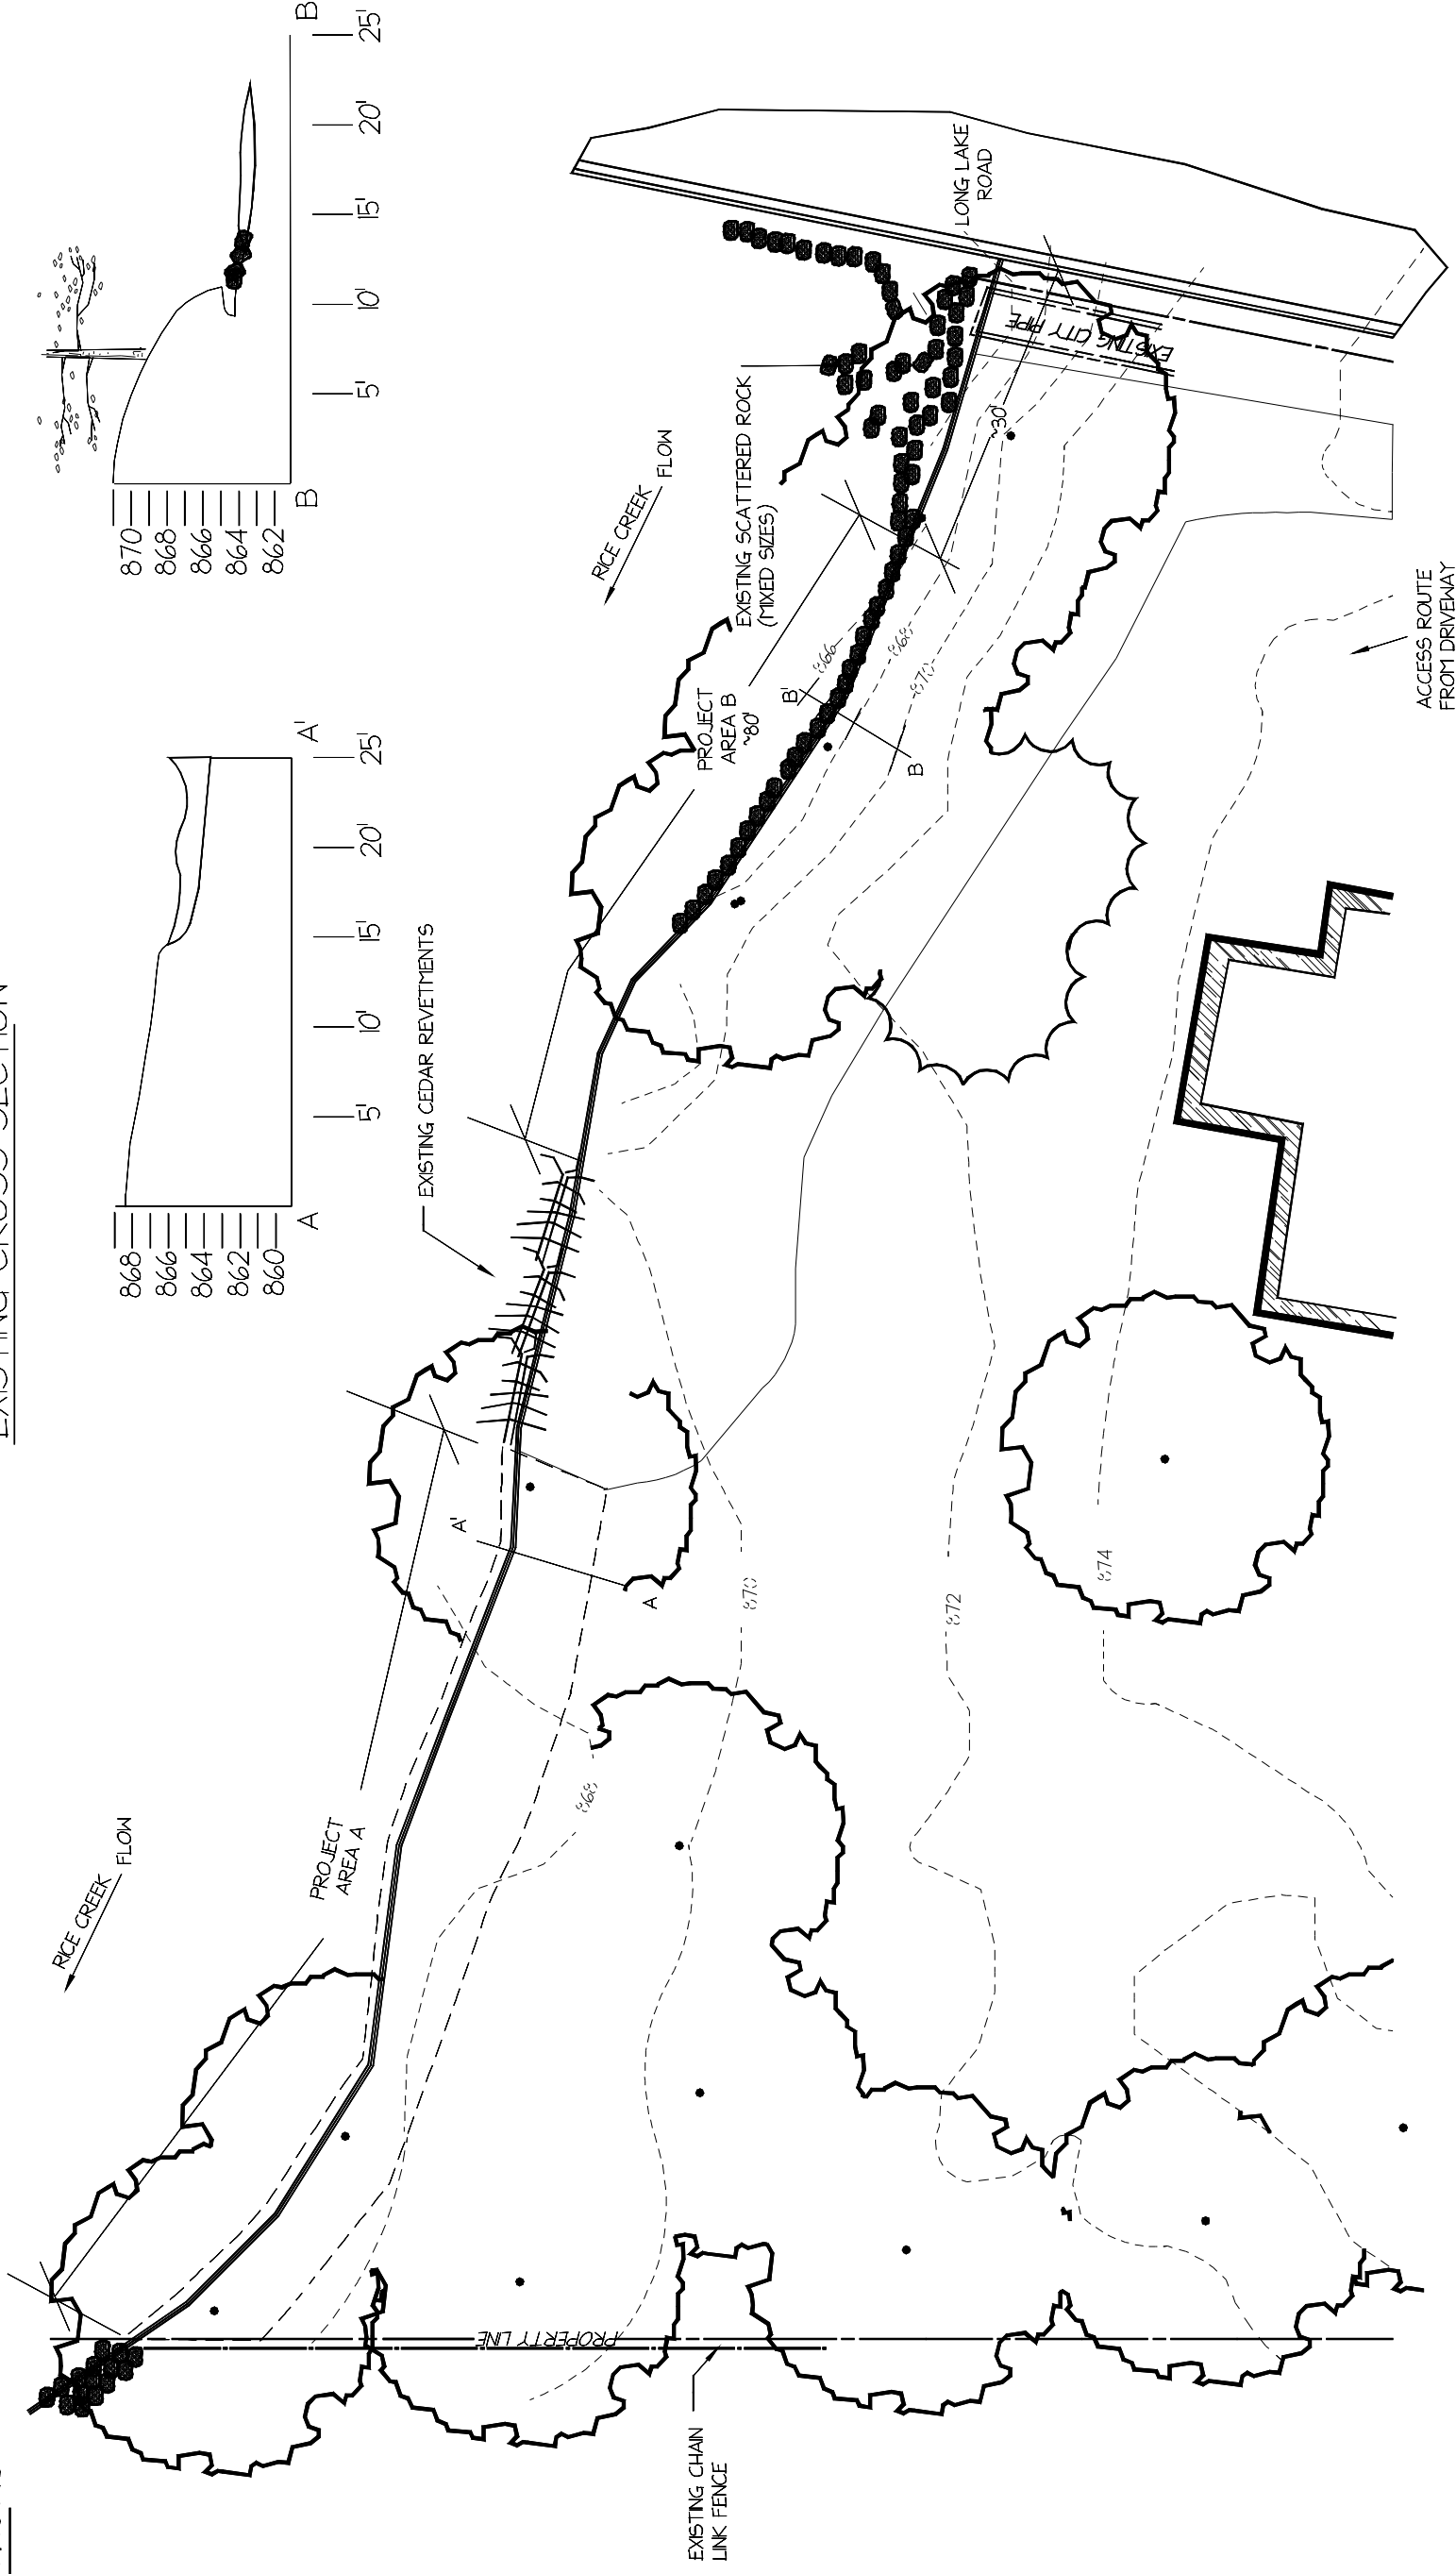 EXISTING CROSS SECTION
868
866
864
862
860
A
5'
10'
15'
20'
25'
A'
870
868
866
864
862
B
5'
10'
15'
20'
25'
B
RICE CREEK
FLOW
RICE CREEK
FLOW
PROJECT
AREA A
EXISTING CEDAR REVETMENTS
PROJECT
AREA B
~80'
EXISTING SCATTERED ROCK
(MIXED SIZES)
LONG LAKE
ROAD
EXISTING CITY PIPE
~30'
866
868
870
B'
B
A'
A
868
870
872
874
PROPERTY LINE
EXISTING CHAIN
LINK FENCE
ACCESS ROUTE
FROM DRIVEWAY